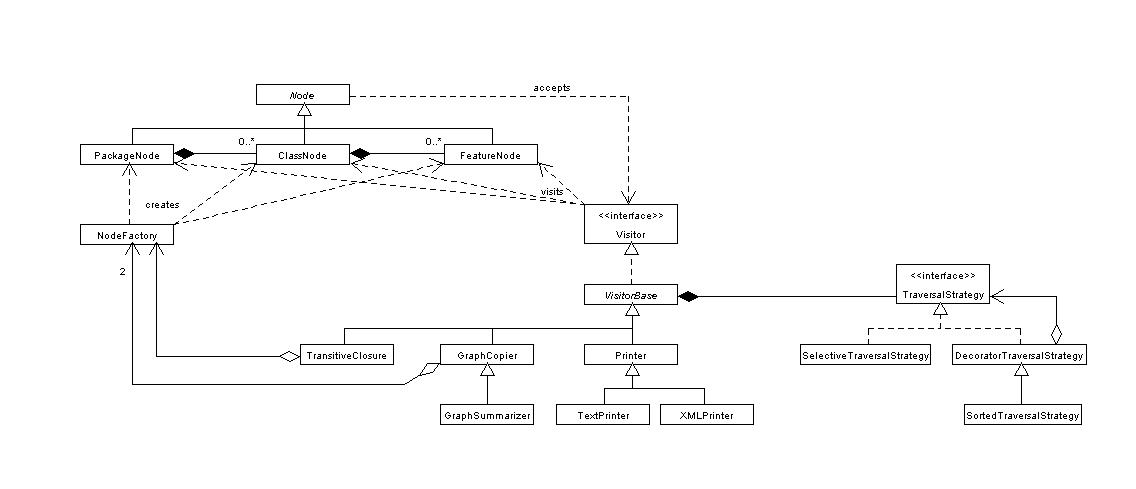 accepts
Node
0..*
0..*
PackageNode
ClassNode
FeatureNode
visits
creates
<<interface>>
Visitor
NodeFactory
2
<<interface>>
TraversalStrategy
VisitorBase
TransitiveClosure
GraphCopier
Printer
SelectiveTraversalStrategy
DecoratorTraversalStrategy
GraphSummarizer
TextPrinter
XMLPrinter
SortedTraversalStrategy